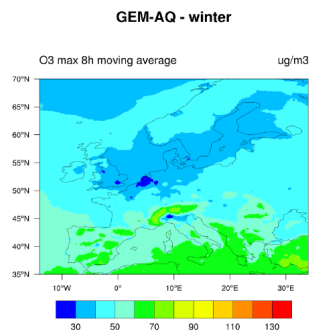 GEM-AQ - winter
O3 max 8h moving average ug/m3
70°N
65°N
60°N
55°N
50°N
45°N
40°N
35°N
10°W 0° 10°E 20°E 30°E
30 50 70 90 110 130